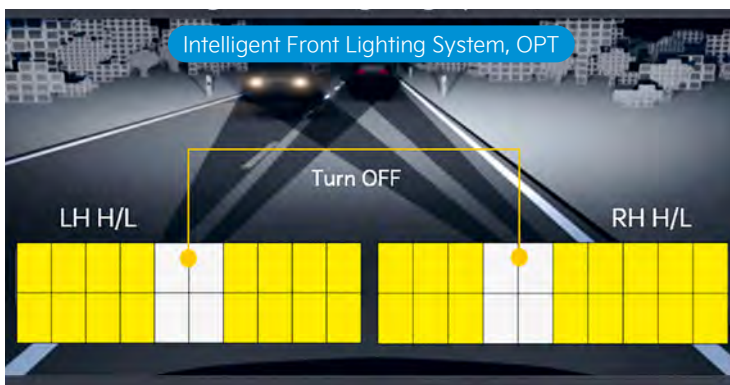 Intelligent Front Lighting System, OPT
Turn OFF
LH H/L
RH H/L